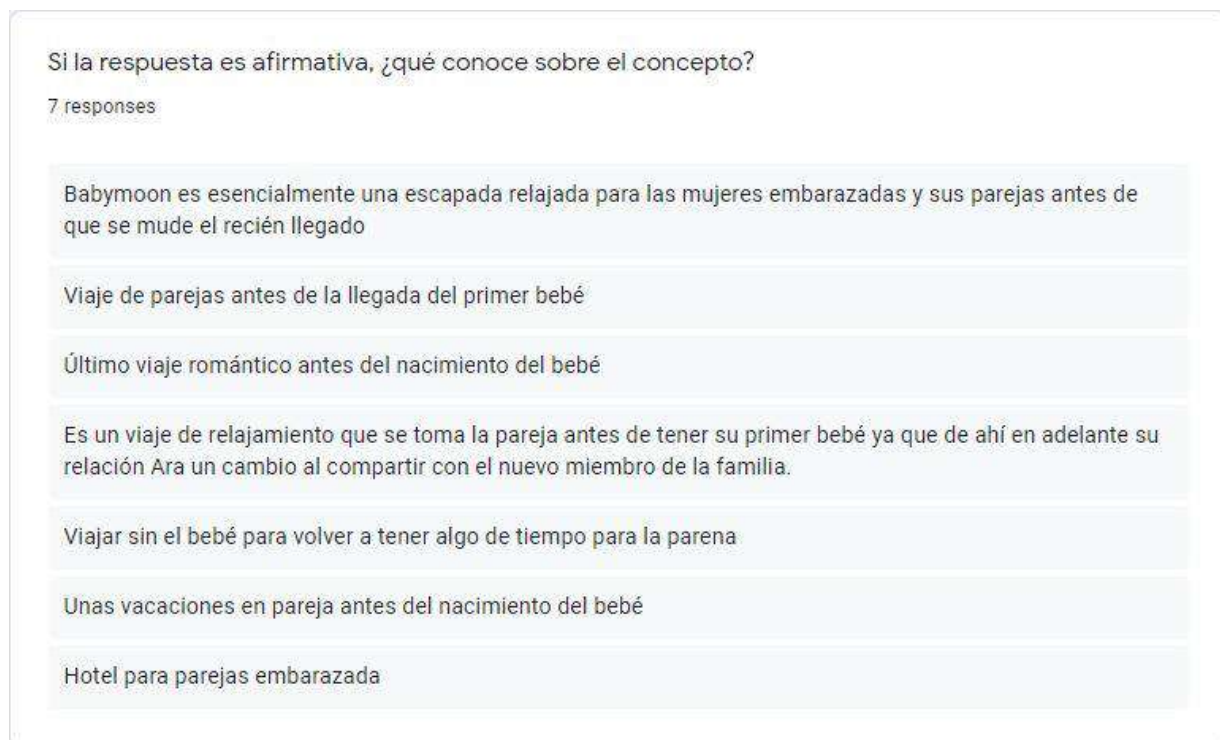 Si la respuesta es afirmativa, ¿qué conoce sobre el concepto?
7 responses
Babymoon es esencialmente una escapada relajada para las mujeres embarazadas y sus parejas antes de
que se mude el recién llegado
Viaje de parejas antes de la llegada del primer bebé
Último viaje romántico antes del nacimiento del bebé
Es un viaje de relajamiento que se toma la pareja antes de tener su primer bebé ya que de ahí en adelante su
relación Ara un cambio al compartir con el nuevo miembro de la familia.
Viajar sin el bebé para volver a tener algo de tiempo para la parena
Unas vacaciones en pareja antes del nacimiento del bebé
Hotel para parejas embarazada